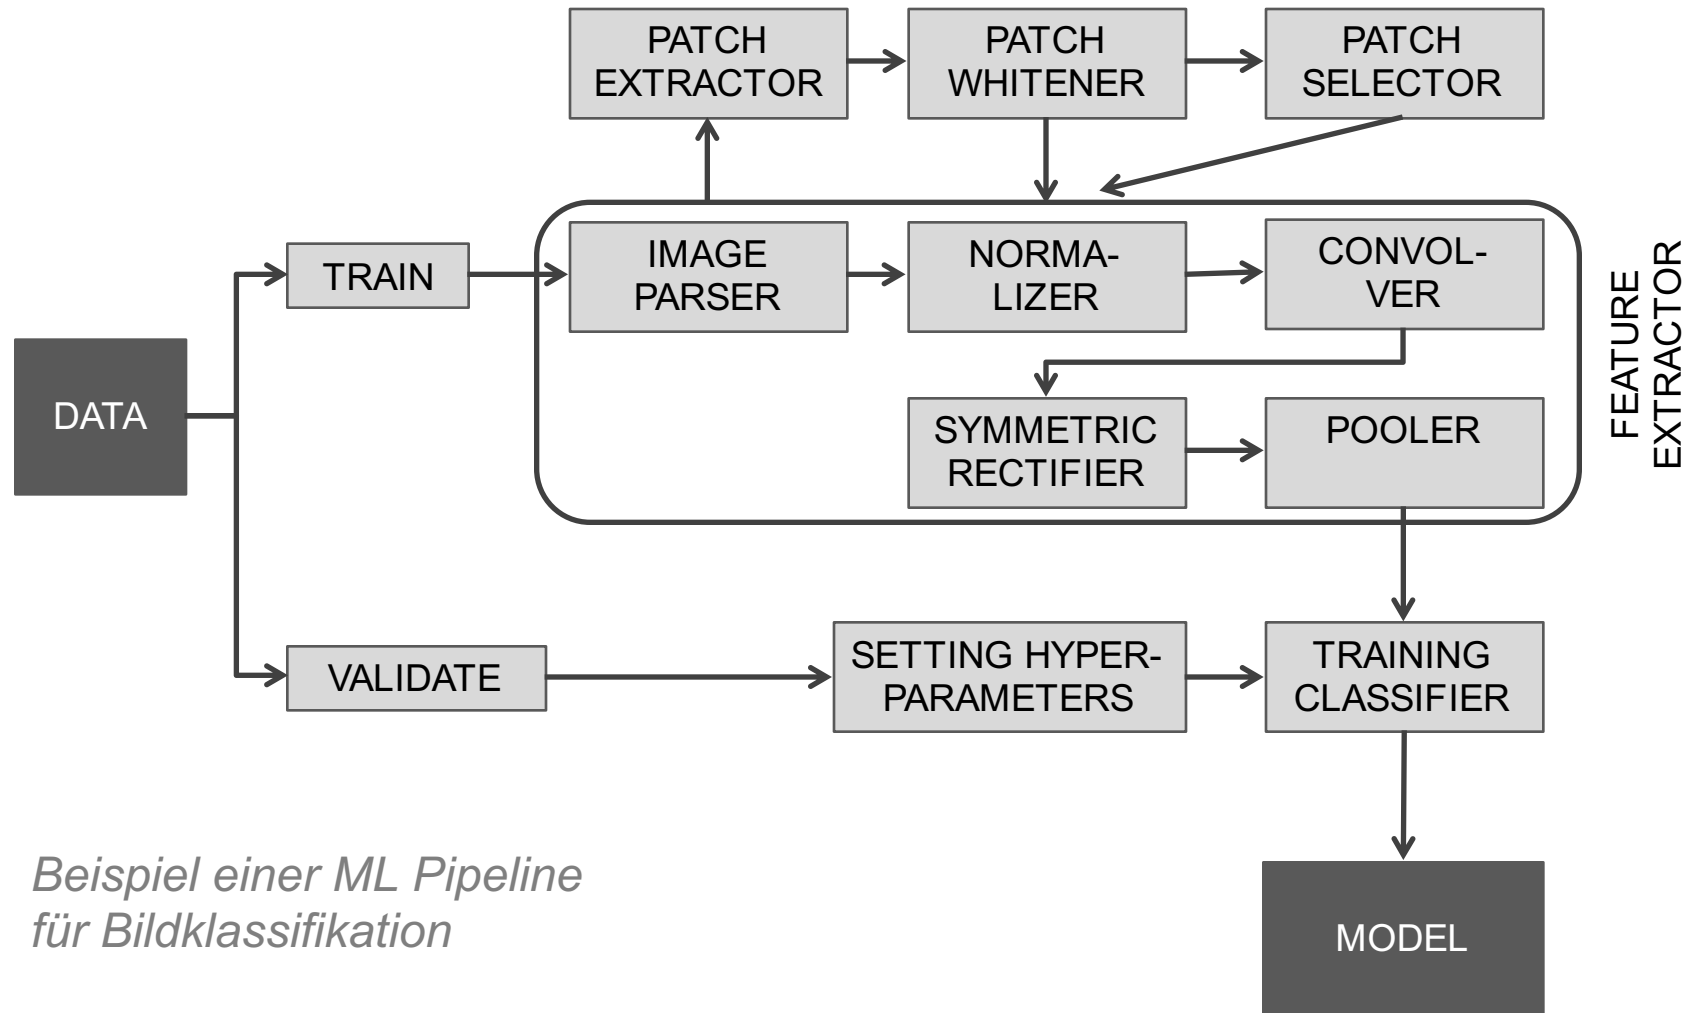 PATCH
EXTRACTOR
PATCH
WHITENER
PATCH
SELECTOR
TRAIN
IMAGE
PARSER
NORMA-
LIZER
CONVOL-
VER
FEATURE
EXTRACTOR
DATA
SYMMETRIC
RECTIFIER
POOLER
VALIDATE
SETTING HYPER-
PARAMETERS
TRAINING
CLASSIFIER
Beispiel einer ML Pipeline
für Bildklassifikation
MODEL